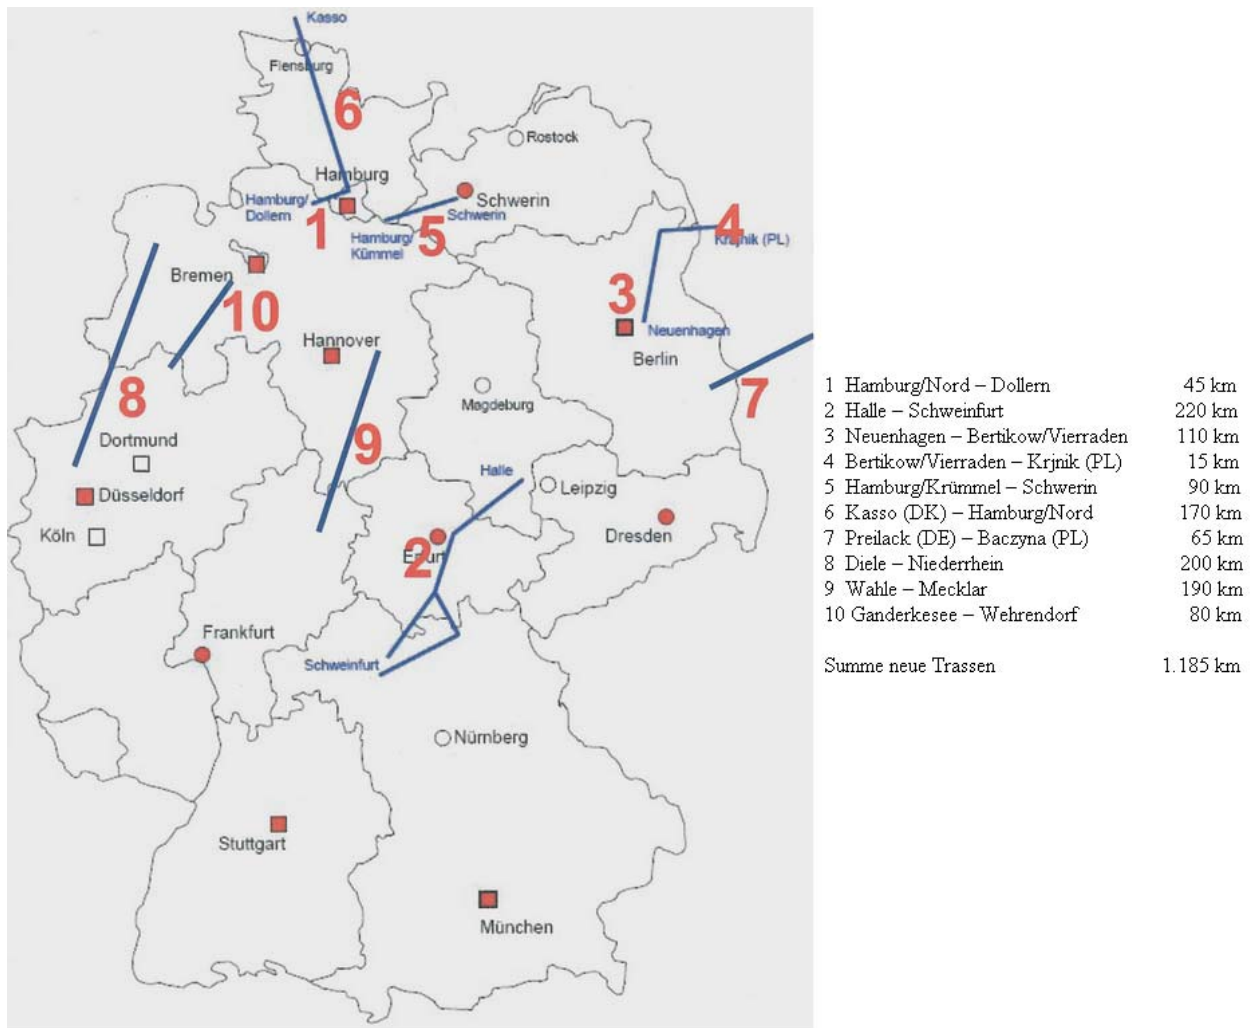 Kasso
Flensburg
6
Rostock
Hamburg
Hamburg/
Dollern
1
Schwerin
Schwerin
Hamburg/
Kümmel
5
4
Krjnik (PL)
Bremen
10
3
Neuenhagen
Berlin
Hannover
8
7
Magdeburg
Dortmund
9
Halle
Düsseldorf
Leipzig
Köln
Erfurt
2
Dresden
Frankfurt
Schweinfurt
Nürnberg
Stuttgart
München
1 Hamburg/Nord – Dollern 45 km
2 Halle – Schweinfurt 220 km
3 Neuenhagen – Bertikow/Vierraden 110 km
4 Bertikow/Vierraden – Krjnik (PL) 15 km
5 Hamburg/Krümmel – Schwerin 90 km
6 Kasso (DK) – Hamburg/Nord 170 km
7 Preilack (DE) – Baczyna (PL) 65 km
8 Diele – Niederrhein 200 km
9 Wahle – Mecklar 190 km
10 Ganderkesee – Wehrendorf 80 km
Summe neue Trassen 1.185 km